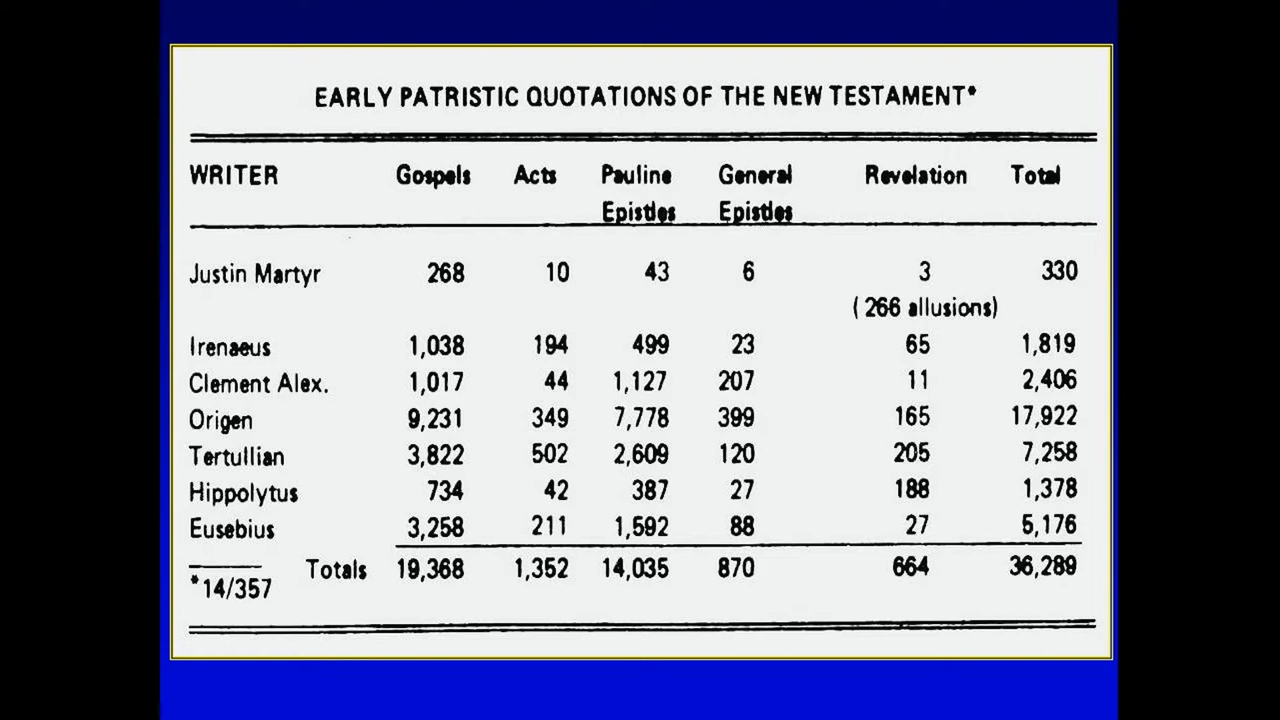 EARLY PATRISTIC QUOTATIONS OF THE NEW TESTAMENT*
WRITER Gospels Acts Pauline Epistles General Epistles Revelation Total
Justin Martyr 268 10 43 6 3 330
(266 allusions)
Irenaeus 1,038 194 499 23 65 1,819
Clement Alex. 1,017 44 1,127 207 11 2,406
Origen 9,231 349 7,778 399 165 17,922
Tertullian 3,822 502 2,609 120 205 7,258
Hippolytus 734 42 387 27 188 1,378
Eusebius 3,258 211 1,592 88 27 5,176
Totals 19,368 1,352 14,035 870 664 36,289
*14/357